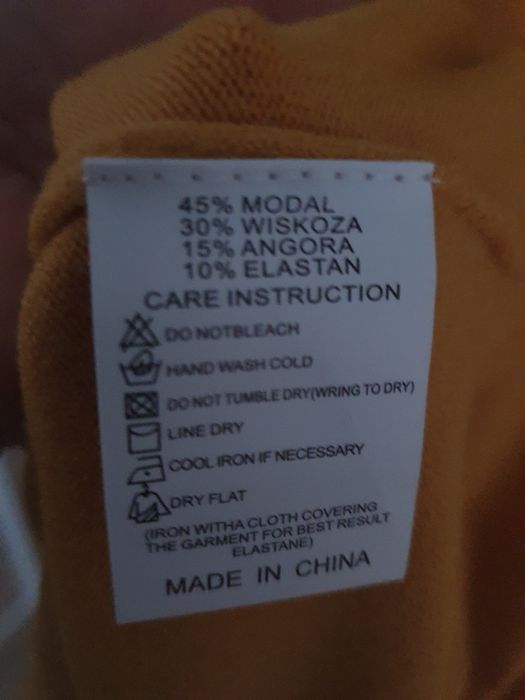 45% MODAL
30% WISKOZA
15% ANGORA
10% ELASTAN
CARE INSTRUCTION
DO NOTBLEACH
HAND WASH COLD
DO NOT TUMBLE DRY(WRING TO DRY)
LINE DRY
COOL IRON IF NECESSARY
DRY FLAT
(IRON WITHA CLOTH COVERING
THE GARMENT FOR BEST RESULT
ELASTANE)
MADE IN CHINA